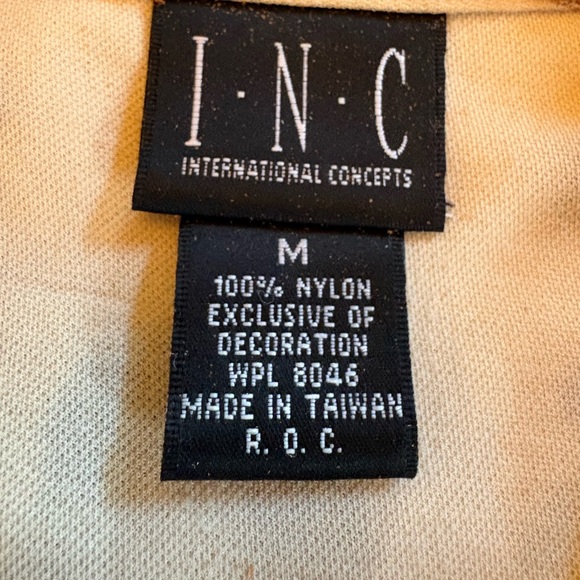 I·N·C
INTERNATIONAL CONCEPTS
M
100% NYLON
EXCLUSIVE OF
DECORATION
WPL 8046
MADE IN TAIWAN
R. O. C.